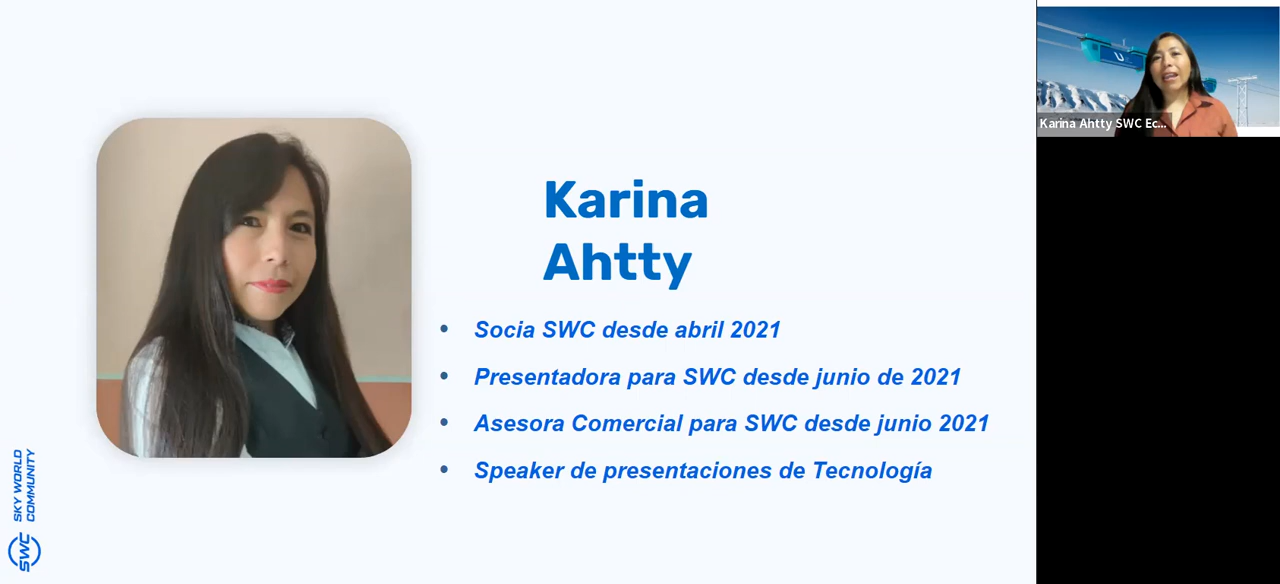 Karina
Ahtty
• Socia SWC desde abril 2021
• Presentadora para SWC desde junio de 2021
• Asesora Comercial para SWC desde junio 2021
• Speaker de presentaciones de Tecnología
SWC SKY WORLD
COMMUNITY
U
Karina Ahtty SWC Ec...